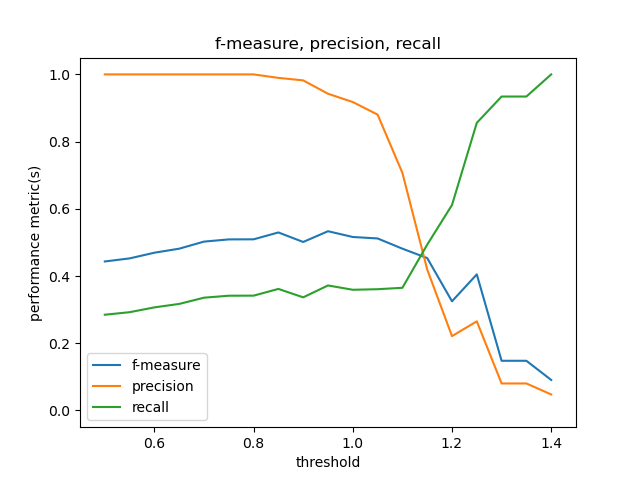 f-measure, precision, recall
performance metric(s)
1.0
0.8
0.6
0.4
0.2
0.0
f-measure
precision
recall
0.6 0.8 1.0 1.2 1.4
threshold